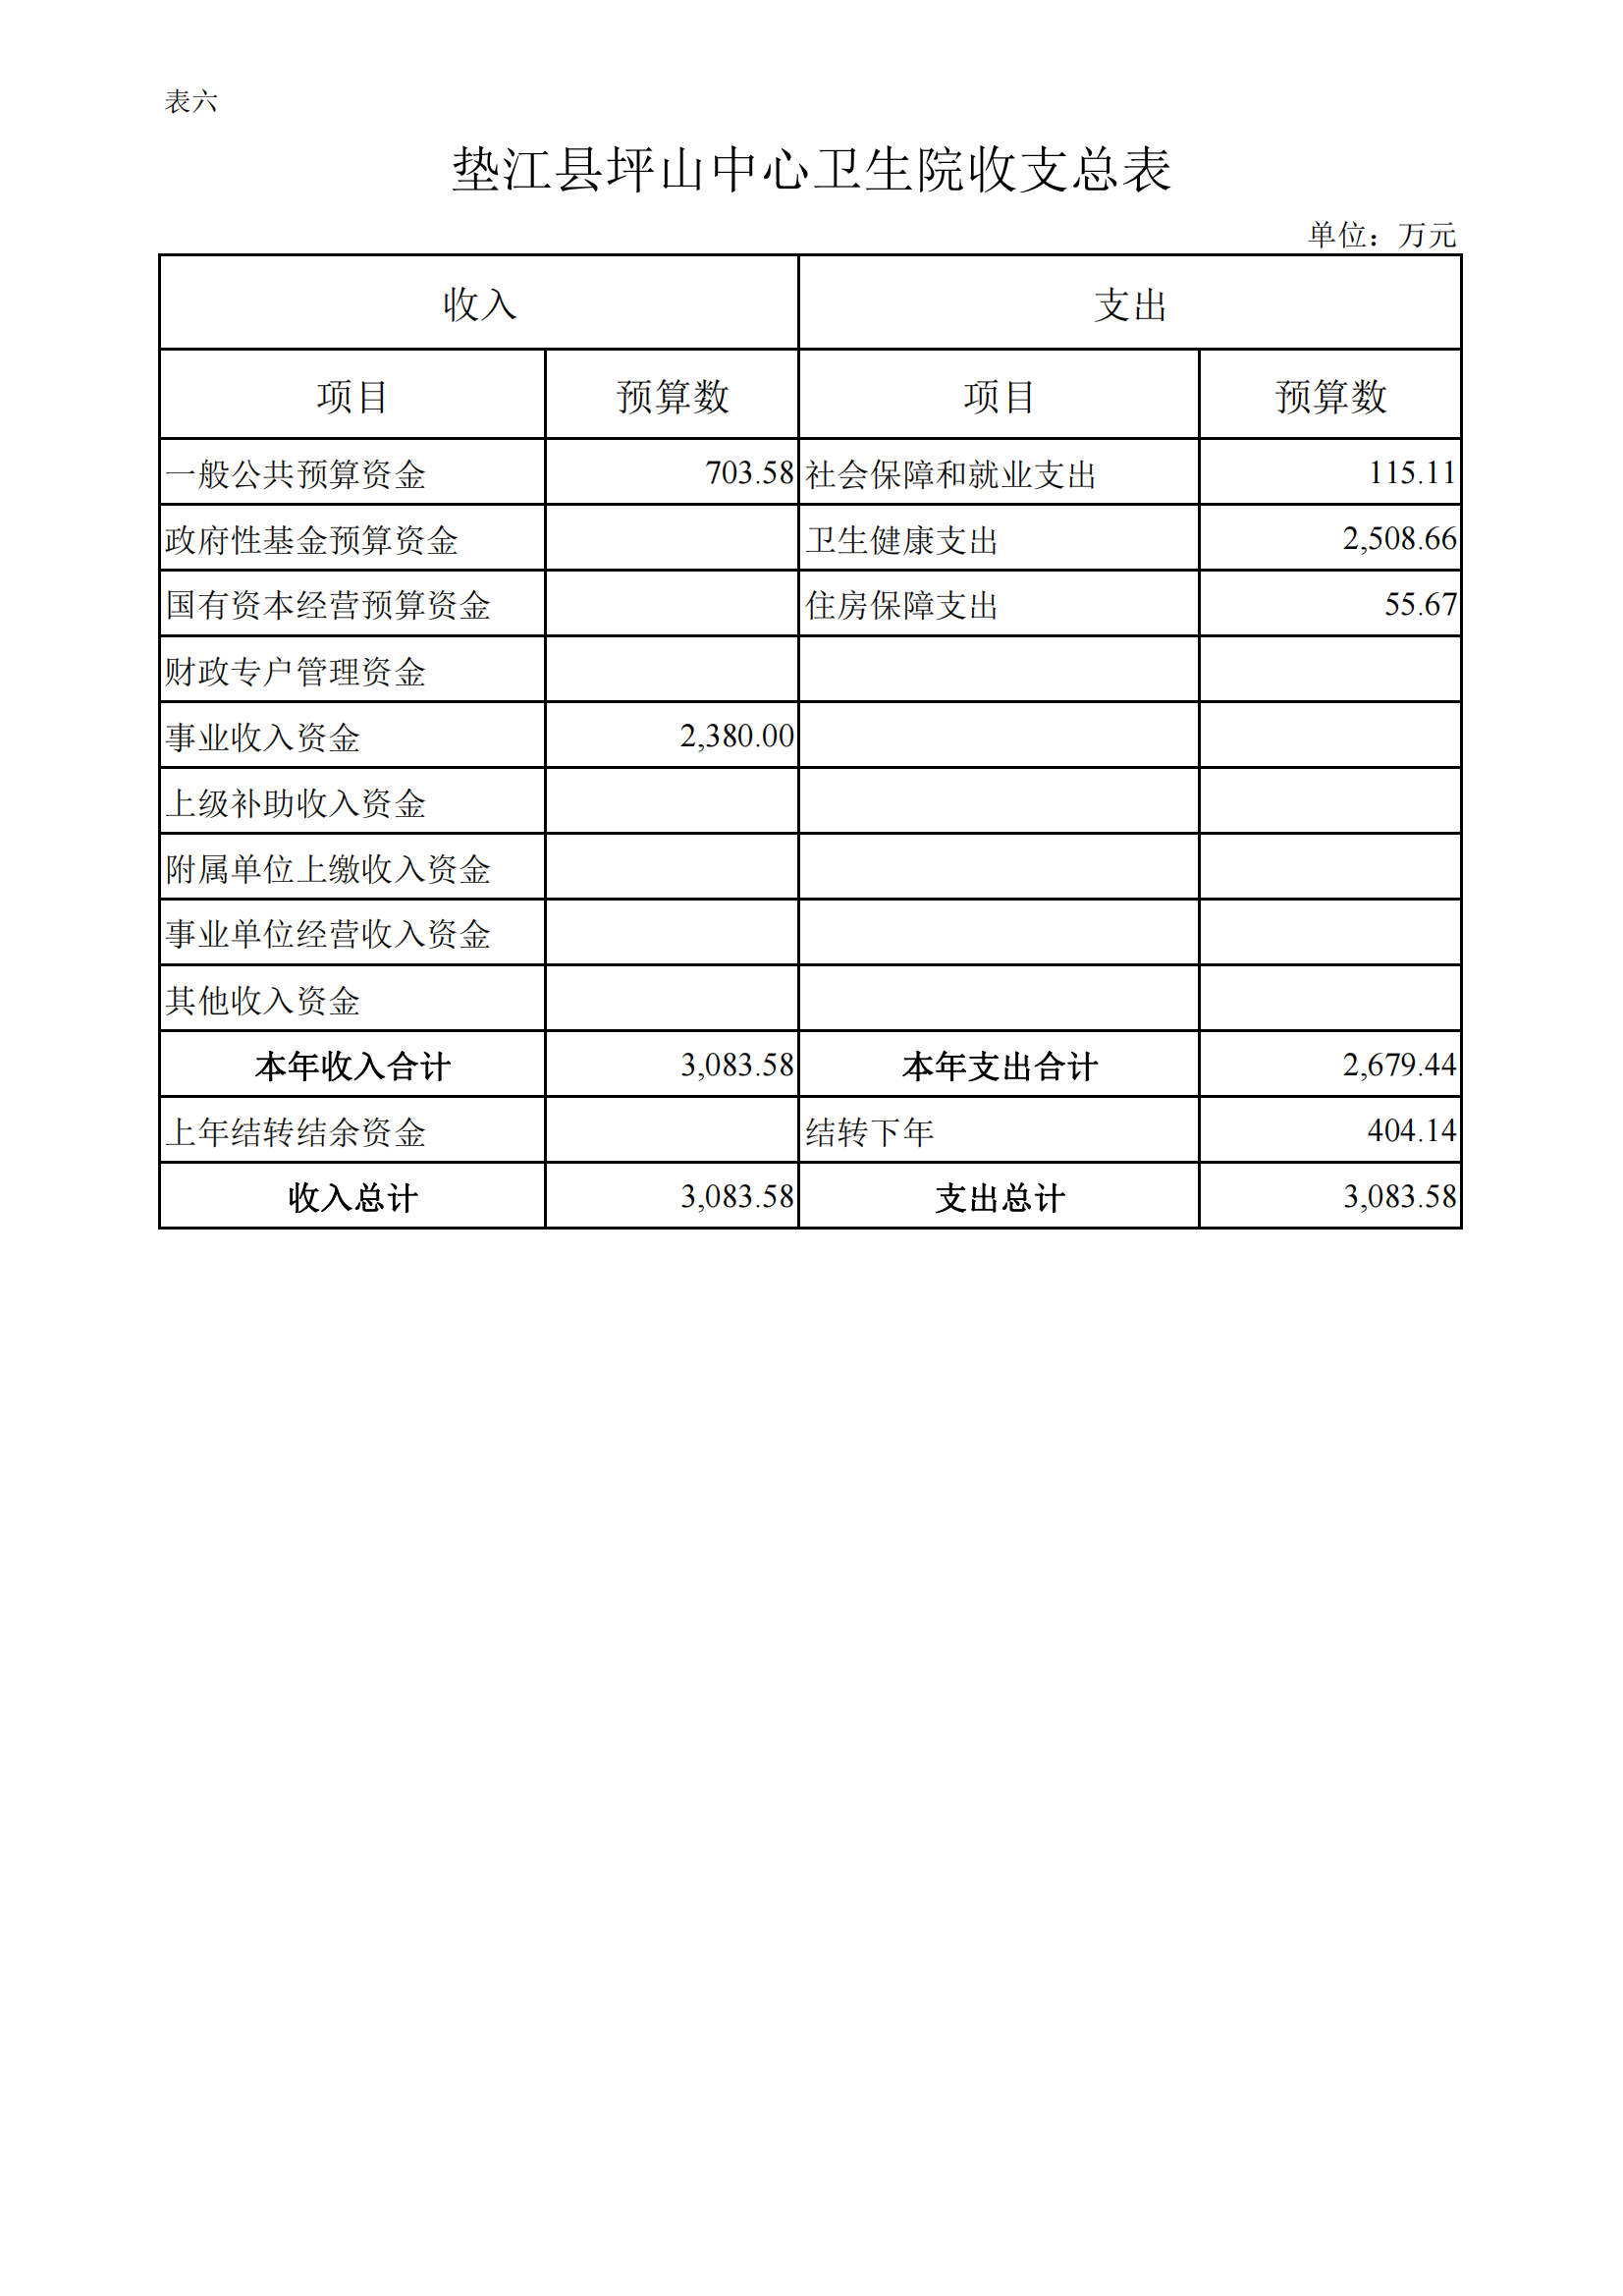 表六
垫江县坪山中心卫生院收支总表
单位：万元
收入 支出
项目 预算数 项目 预算数
一般公共预算资金 703.58 社会保障和就业支出 115.11
政府性基金预算资金 卫生健康支出 2,508.66
国有资本经营预算资金 住房保障支出 55.67
财政专户管理资金
事业收入资金 2,380.00
上级补助收入资金
附属单位上缴收入资金
事业单位经营收入资金
其他收入资金
本年收入合计 3,083.58 本年支出合计 2,679.44
上年结转结余资金 结转下年 404.14
收入总计 3,083.58 支出总计 3,083.58